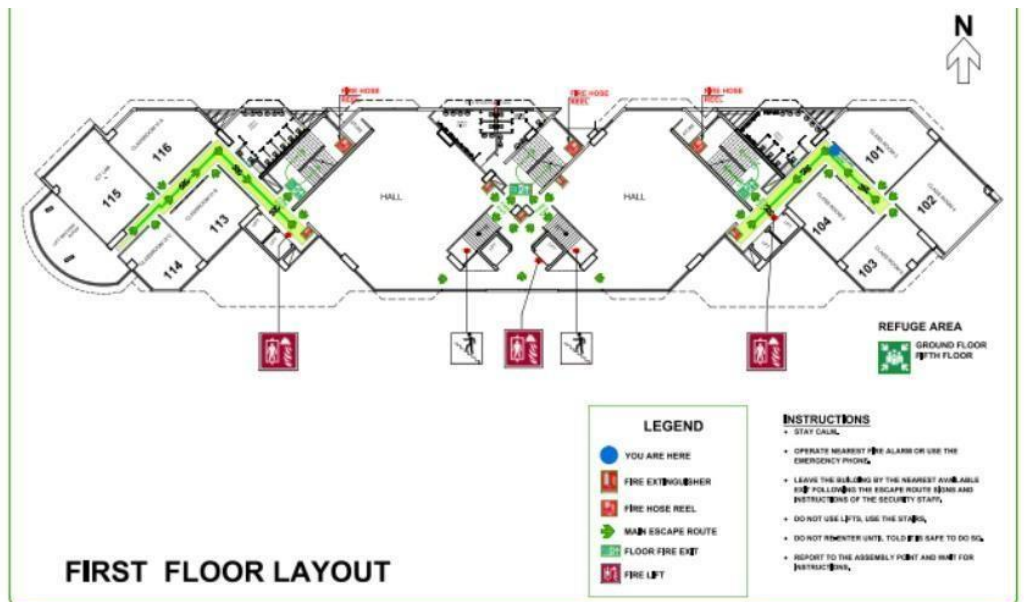 N
FIRE HOSE
REEL
FIRE HOSE
REEL
FIRE HOSE
REEL
116
115
113
114
HALL
HALL
101
102
104
103
LIFT
LIFT
REFUGE AREA
GROUND FLOOR
FIFTH FLOOR
LEGEND
YOU ARE HERE
FIRE EXTINGUISHER
FIRE HOSE REEL
MAIN ESCAPE ROUTE
FLOOR FIRE EXIT
FIRE LIFT
INSTRUCTIONS
• STAY CALM.
• OPERATE NEAREST FIRE ALARM OR USE THE
EMERGENCY PHONE.
• LEAVE THE BUILDING BY THE NEAREST AVAILABLE
EXIT FOLLOWING THE ESCAPE ROUTE SIGNS AND
INSTRUCTIONS OF THE SECURITY STAFF.
• DO NOT USE LIFTS, USE THE STAIRS.
• DO NOT RE-ENTER UNTIL TOLD IT IS SAFE TO DO SO.
• REPORT TO THE ASSEMBLY POINT AND WAIT FOR
INSTRUCTIONS.
FIRST FLOOR LAYOUT